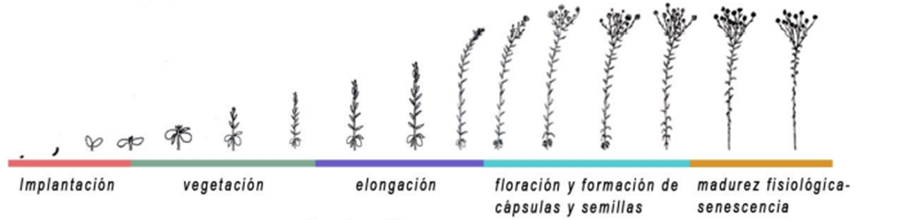 Implantación
vegetación
elongación
floración y formación de
cápsulas y semillas
madurez fisiológica-
senescencia